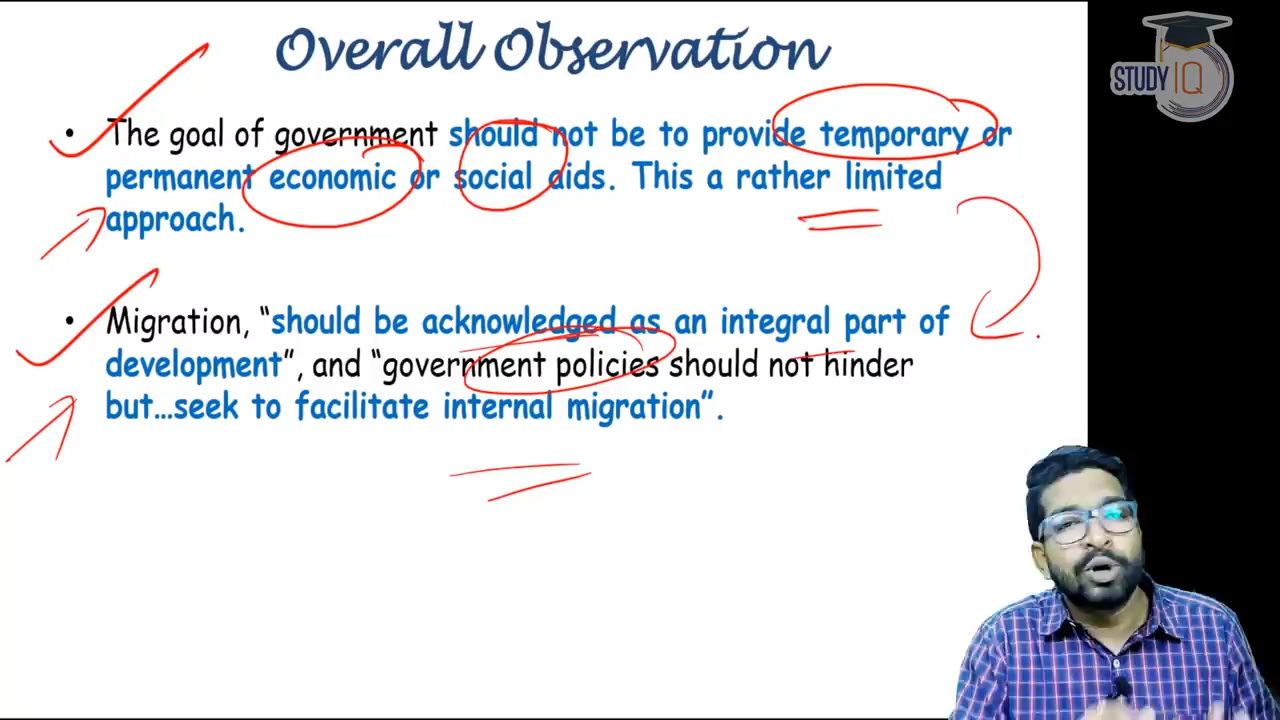 Overall Observation
STUDY IQ
• The goal of government should not be to provide temporary or
permanent economic or social aids. This a rather limited
approach.
• Migration, “should be acknowledged as an integral part of
development”, and “government policies should not hinder
but...seek to facilitate internal migration”.